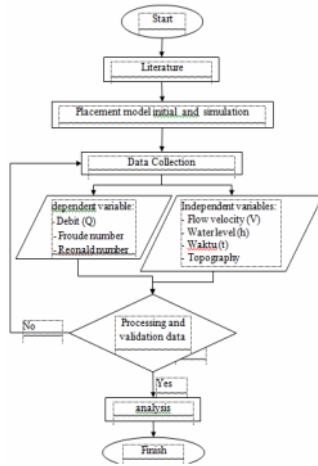 Start
Literature
Placement model initial and simulation
Data Collection
dependent variable:
- Debit (Q)
- Froude number
- Reonald number
Independent variables:
- Flow velocity (V)
- Water level (h)
- Waktu (t)
- Topography
No
Processing and
validation data
Yes
analysis
Finish